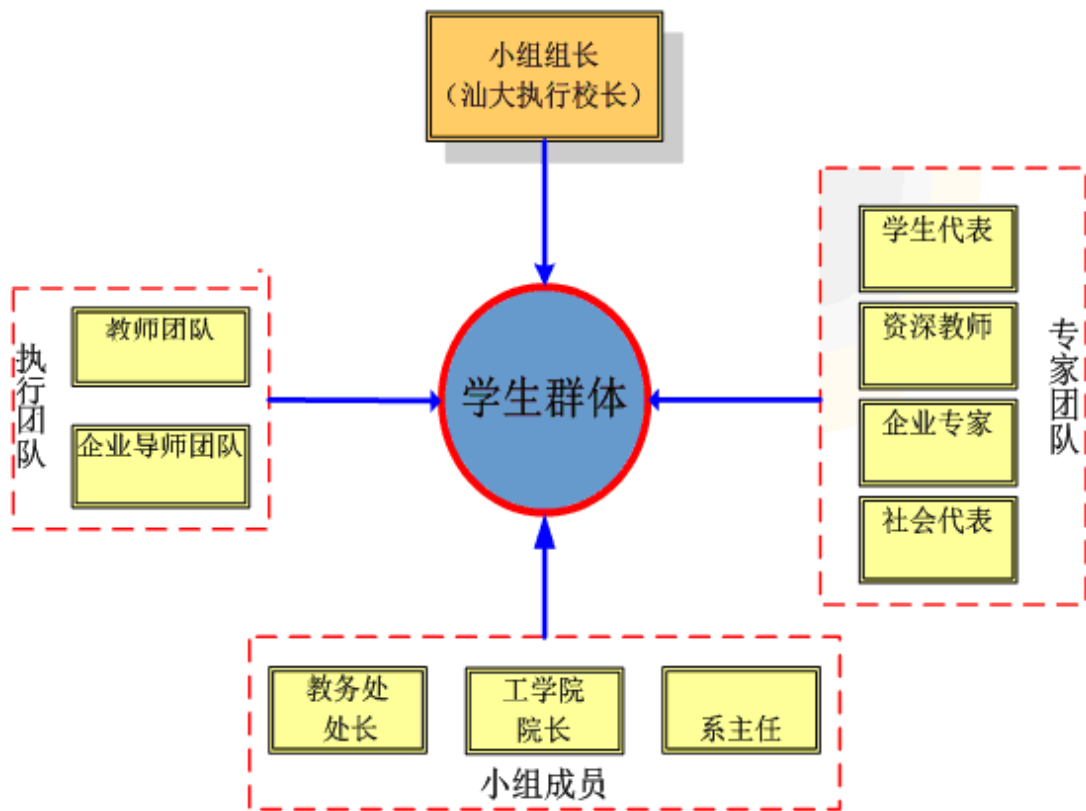 小组组长
（汕大执行校长）
学生代表
资深教师
企业专家
社会代表
专家团队
教师团队
企业导师团队
执行团队
学生群体
教务处
处长
工学院
院长
系主任
小组成员